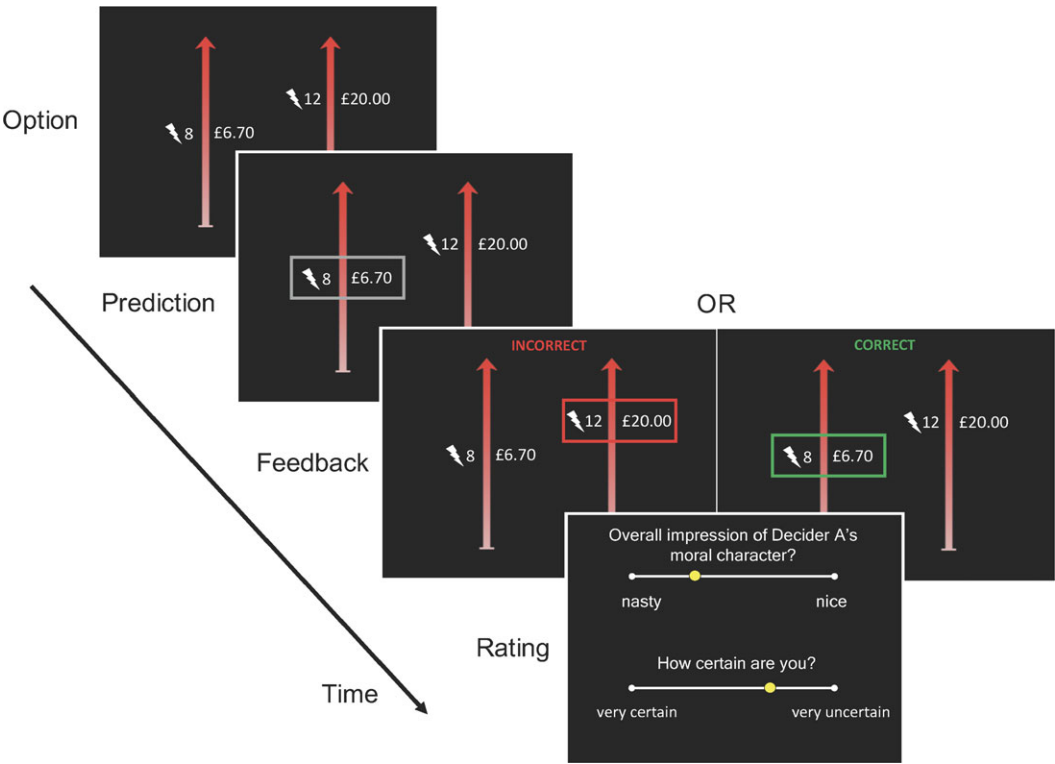 Option
12 £20.00
8 £6.70
Prediction
12 £20.00
8 £6.70
OR
Feedback
INCORRECT
12 £20.00
8 £6.70
CORRECT
12 £20.00
8 £6.70
Rating
Overall impression of Decider A's
moral character?
nasty nice
How certain are you?
very certain very uncertain
Time